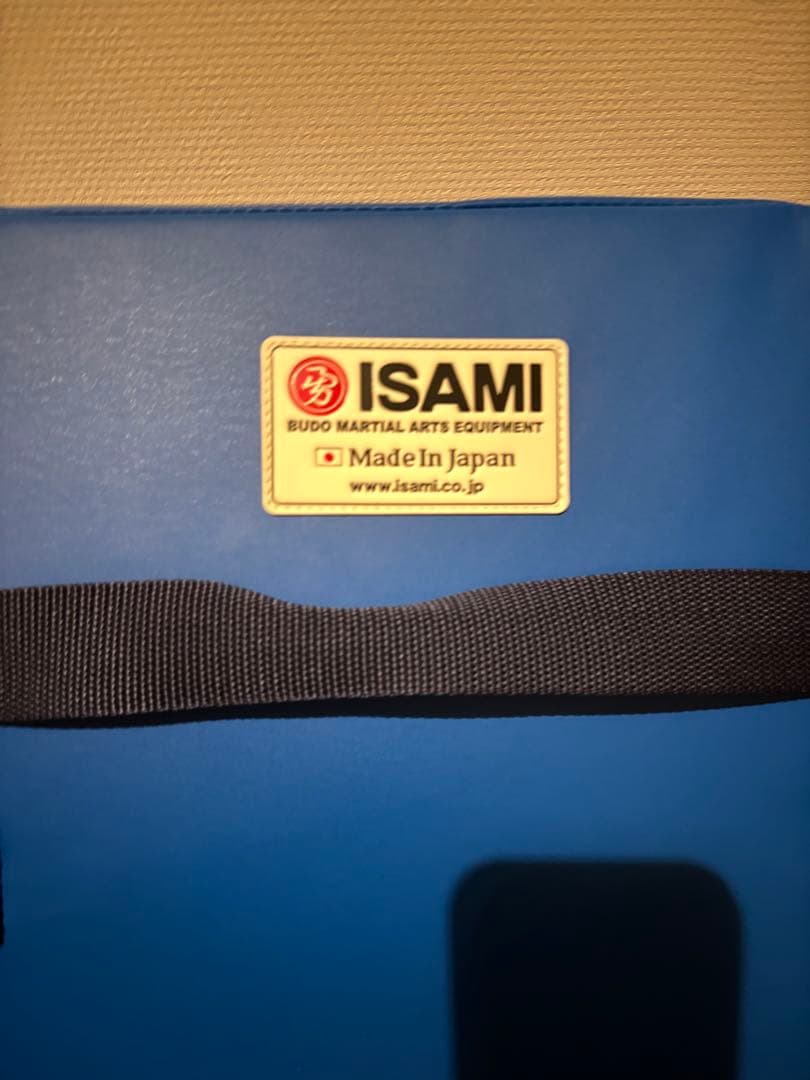 ISAMI
BUDO MARTIAL ARTS EQUIPMENT
Made In Japan
www.isami.co.jp